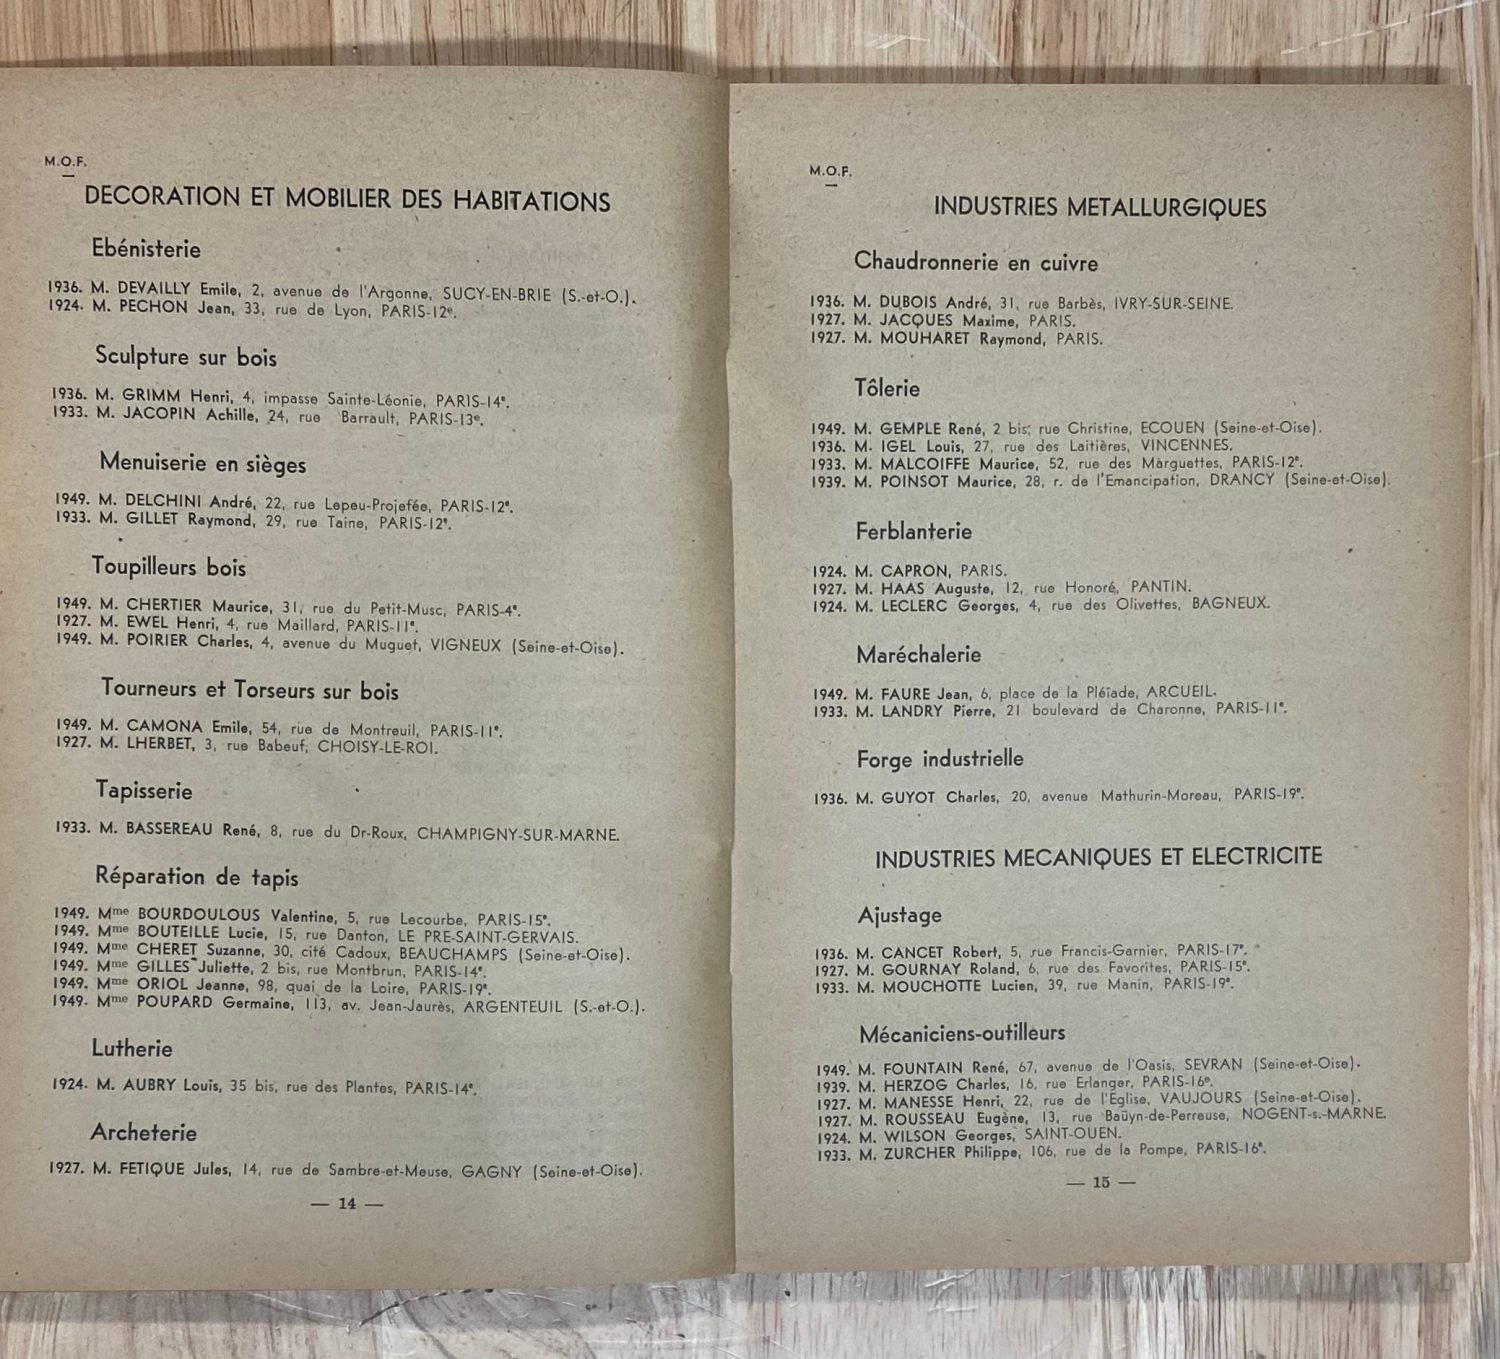 M.O.F.
DECORATION ET MOBILIER DES HABITATIONS
Ebénisterie
1936. M. DEVAILLY Emile, 2, avenue de l'Argonne, SUCY-EN-BRIE (S.-et-O.).
1924. M. PECHON Jean, 33, rue de Lyon, PARIS-12e.
Sculpture sur bois
1936. M. GRIMM Henri, 4, impasse Sainte-Léonie, PARIS-14e.
1933. M. JACOPIN Achille, 24, rue Barrault, PARIS-13e.
Menuiserie en sièges
1949. M. DELCHINI André, 22, rue Lepeu-Projefée, PARIS-12e.
1933. M. GILLET Raymond, 29, rue Taine, PARIS-12e.
Toupilleurs bois
1949. M. CHERTIER Maurice, 31, rue du Petit-Musc, PARIS-4e.
1927. M. EWEL Henri, 4, rue Maillard, PARIS-11e.
1949. M. POIRIER Charles, 4, avenue du Muguet, VIGNEUX (Seine-et-Oise).
Tourneurs et Torseurs sur bois
1949. M. CAMONA Emile, 54, rue de Montreuil, PARIS-11e.
1927. M. LHERBET, 3, rue Babeuf, CHOISY-LE-ROI.
Tapisserie
1933. M. BASSEREAU René, 8, rue du Dr-Roux, CHAMPIGNY-SUR-MARNE.
Réparation de tapis
1949. Mme BOURDOULOUS Valentine, 5, rue Lecourbe, PARIS-15e.
1949. Mme BOUTEILLE Lucie, 15, rue Danton, LE PRE-SAINT-GERVAIS.
1949. Mme CHERET Suzanne, 30, cité Cadoux, BEAUCHAMPS (Seine-et-Oise).
1949. Mme GILLES Juliette, 2 bis, rue Montbrun, PARIS-14e.
1949. Mme ORIOL Jeanne, 98, quai de la Loire, PARIS-19e.
1949. Mme POUPARD Germaine, 113, av. Jean-Jaurès, ARGENTEUIL (S.-et-O.).
Lutherie
1924. M. AUBRY Louis, 35 bis, rue des Plantes, PARIS-14e.
Archeterie
1927. M. FETIQUE Jules, 14, rue de Sambre-et-Meuse, GAGNY (Seine-et-Oise).
— 14 —
M.O.F.
INDUSTRIES METALLURGIQUES
Chaudronnerie en cuivre
1936. M. DUBOIS André, 31, rue Barbès, IVRY-SUR-SEINE.
1927. M. JACQUES Maxime, PARIS.
1927. M. MOUHARET Raymond, PARIS.
Tôlerie
1949. M. GEMPLE René, 2 bis, rue Christine, ECOUEN (Seine-et-Oise).
1936. M. IGEL Louis, 27, rue des Laitières, VINCENNES.
1933. M. MALCOIFFE Maurice, 52, rue des Marguettes, PARIS-12e.
1939. M. POINSOT Maurice, 28, r. de l'Emancipation, DRANCY (Seine-et-Oise).
Ferblanterie
1924. M. CAPRON, PARIS.
1927. M. HAAS Auguste, 12, rue Honoré, PANTIN.
1924. M. LECLERC Georges, 4, rue des Olivettes, BAGNEUX.
Maréchalerie
1949. M. FAURE Jean, 6, place de la Pléïade, ARCUEIL.
1933. M. LANDRY Pierre, 21 boulevard de Charonne, PARIS-11e.
Forge industrielle
1936. M. GUYOT Charles, 20, avenue Mathurin-Moreau, PARIS-19e.
INDUSTRIES MECANIQUES ET ELECTRICITE
Ajustage
1936. M. CANCET Robert, 5, rue Francis-Garnier, PARIS-17e.
1927. M. GOURNAY Roland, 6, rue des Favorites, PARIS-15e.
1933. M. MOUCHOTTE Lucien, 39, rue Manin, PARIS-19e.
Mécaniciens-outilleurs
1949. M. FOUNTAIN René, 67, avenue de l'Oasis, SEVRAN (Seine-et-Oise).
1939. M. HERZOG Charles, 16, rue Erlanger, PARIS-16e.
1927. M. MANESSE Henri, 22, rue de l'Eglise, VAUJOURS (Seine-et-Oise).
1927. M. ROUSSEAU Eugène, 13, rue Baüyn-de-Perreuse, NOGENT-s.-MARNE.
1924. M. WILSON Georges, SAINT-OUEN.
1933. M. ZURCHER Philippe, 106, rue de la Pompe, PARIS-16e.
— 15 —